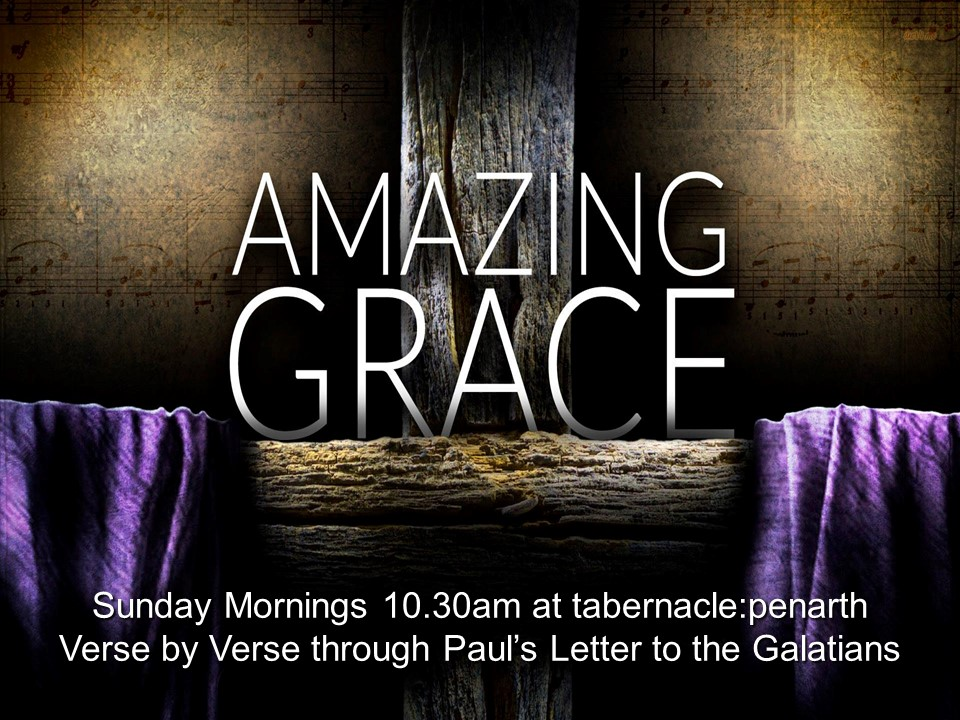 AMAZING
GRACE
Sunday Mornings 10.30am at tabernacle:penarth
Verse by Verse through Paul’s Letter to the Galatians